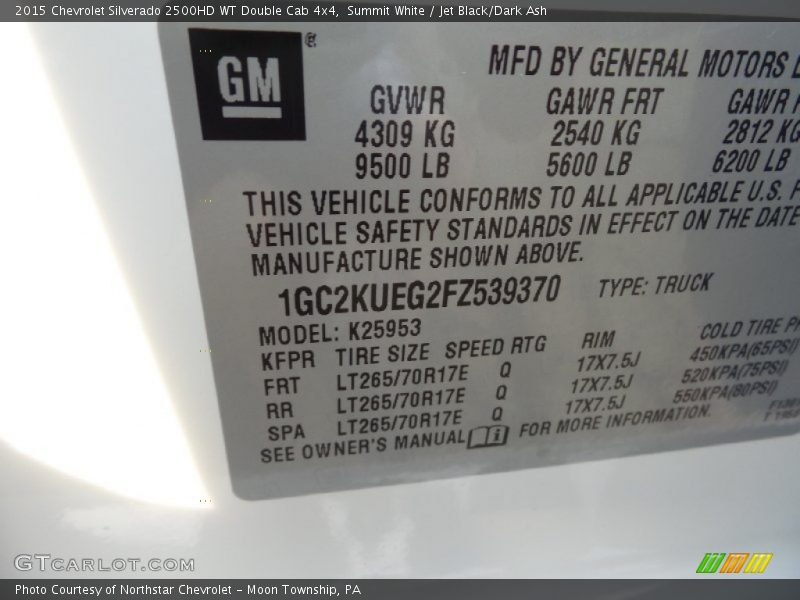 2015 Chevrolet Silverado 2500HD WT Double Cab 4x4, Summit White / Jet Black/Dark Ash
GM
MFD BY GENERAL MOTORS
GVWR GAWR FRT GAWR
4309 KG 2540 KG 2812 KG
9500 LB 5600 LB 6200 LB
THIS VEHICLE CONFORMS TO ALL APPLICABLE U.S.
VEHICLE SAFETY STANDARDS IN EFFECT ON THE DATE
MANUFACTURE SHOWN ABOVE.
1GC2KUEG2FZ539370 TYPE: TRUCK
MODEL: K25953
KFPR TIRE SIZE SPEED RTG RIM COLD TIRE
FRT LT265/70R17E Q 17X7.5J 450KPA(65PSI)
RR LT265/70R17E Q 17X7.5J 520KPA(75PSI)
SPA LT265/70R17E Q 17X7.5J 550KPA(80PSI)
SEE OWNER'S MANUAL FOR MORE INFORMATION.
GTCARLOT.COM
Photo Courtesy of Northstar Chevrolet - Moon Township, PA